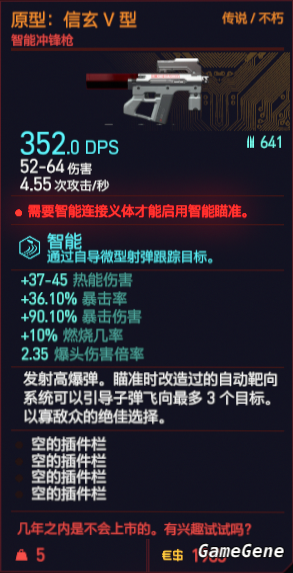 原型：信玄 V 型
传说 / 不朽
智能冲锋枪
352.0 DPS
641
52-64 伤害
4.55 次攻击/秒
需要智能连接义体才能启用智能瞄准。
智能
通过自导微型射弹跟踪目标。
+37-45 热能伤害
+36.10% 暴击率
+90.10% 暴击伤害
+10% 燃烧几率
2.35 爆头伤害倍率
发射高爆弹。瞄准时改造过的自动靶向
系统可以引导子弹飞向最多 3 个目标。
以寡敌众的绝佳选择。
空的插件栏
空的插件栏
空的插件栏
空的插件栏
几年之内是不会上市的。有兴趣试试吗？
5
€$
GameGene